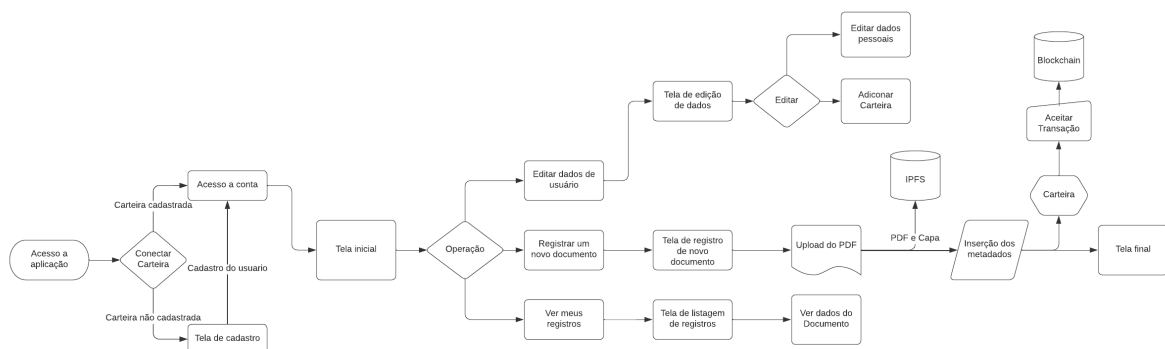 Acesso a
aplicação
Carteira cadastrada
Conectar
Carteira
Carteira não cadastrada
Acesso a conta
Cadastro do usuario
Tela de cadastro
Tela inicial
Operação
Editar dados de
usuário
Tela de edição
de dados
Editar
Editar dados
pessoais
Adiconar
Carteira
Registrar um
novo documento
Tela de registro
de novo
documento
Upload do PDF
PDF e Capa
IPFS
Inserção dos
metadados
Carteira
Aceitar
Transação
Blockchain
Tela final
Ver meus
registros
Tela de listagem
de registros
Ver dados do
Documento